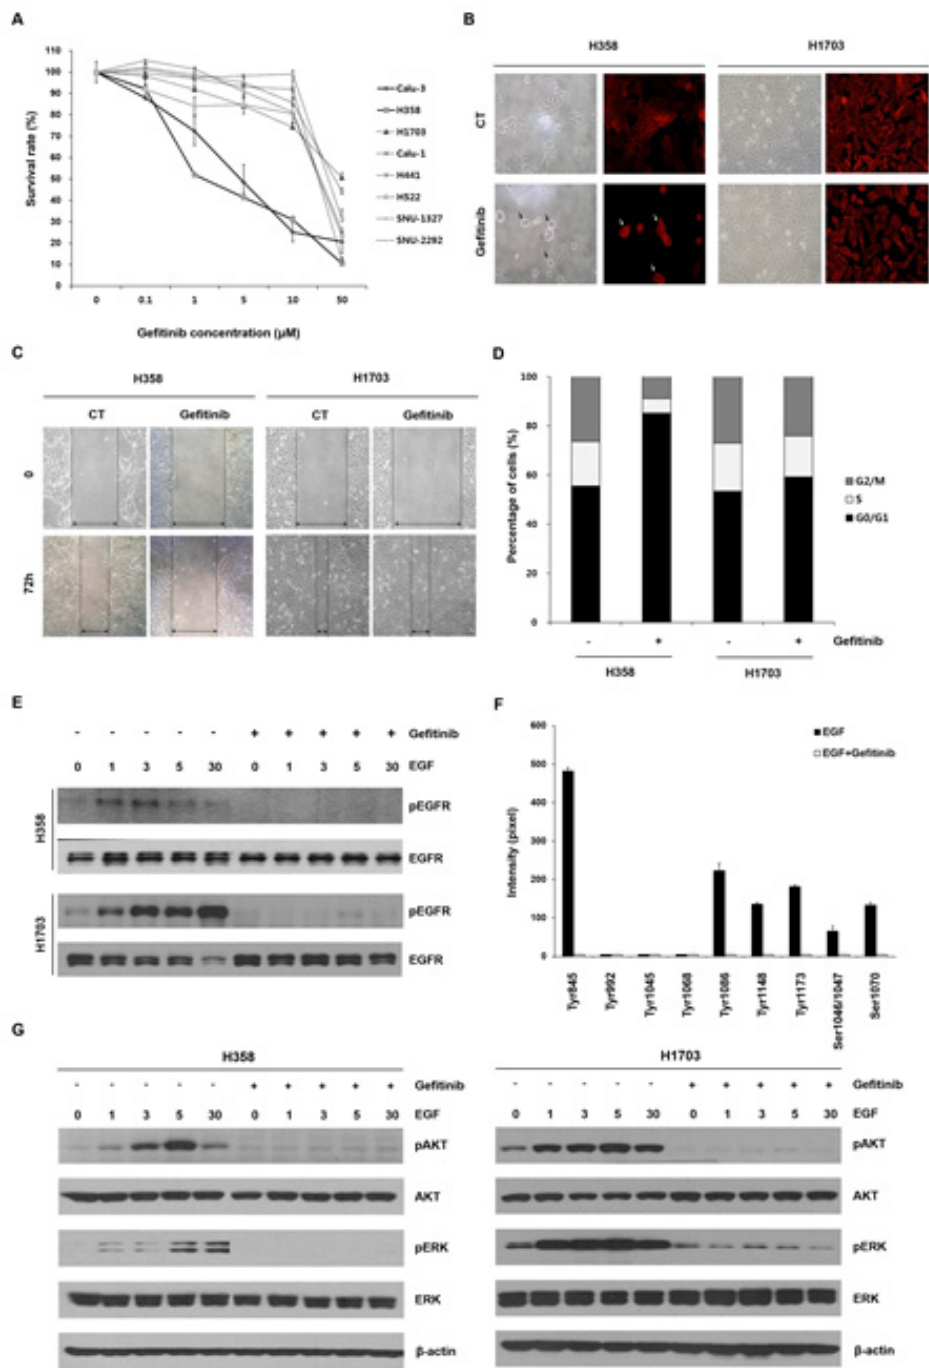 A
110
100
90
80
70
60
50
40
30
20
10
0
Survival rate (%)
0 0.1 1 5 10 50
Gefitinib concentration (µM)
Calu-3
H358
H1703
Calu-1
H441
H522
SNU-1327
SNU-2292
B
H358 H1703
CT
Gefitinib
C
H358 H1703
CT Gefitinib CT Gefitinib
0
72h
D
100
80
60
40
20
0
Percentage of cells (%)
G2/M
S
G0/G1
- + - + Gefitinib
H358 H1703
E
- - - - - + + + + + Gefitinib
0 1 3 5 30 0 1 3 5 30 EGF
H358
pEGFR
EGFR
H1703
pEGFR
EGFR
F
600
500
400
300
200
100
0
Intensity (pixel)
EGF
EGF+Gefitinib
Tyr845
Tyr992
Tyr1045
Tyr1068
Tyr1086
Tyr1148
Tyr1173
Ser1046/1047
Ser1070
G
H358
- - - - - + + + + + Gefitinib
0 1 3 5 30 0 1 3 5 30 EGF
pAKT
AKT
pERK
ERK
β-actin
H1703
- - - - - + + + + + Gefitinib
0 1 3 5 30 0 1 3 5 30 EGF
pAKT
AKT
pERK
ERK
β-actin